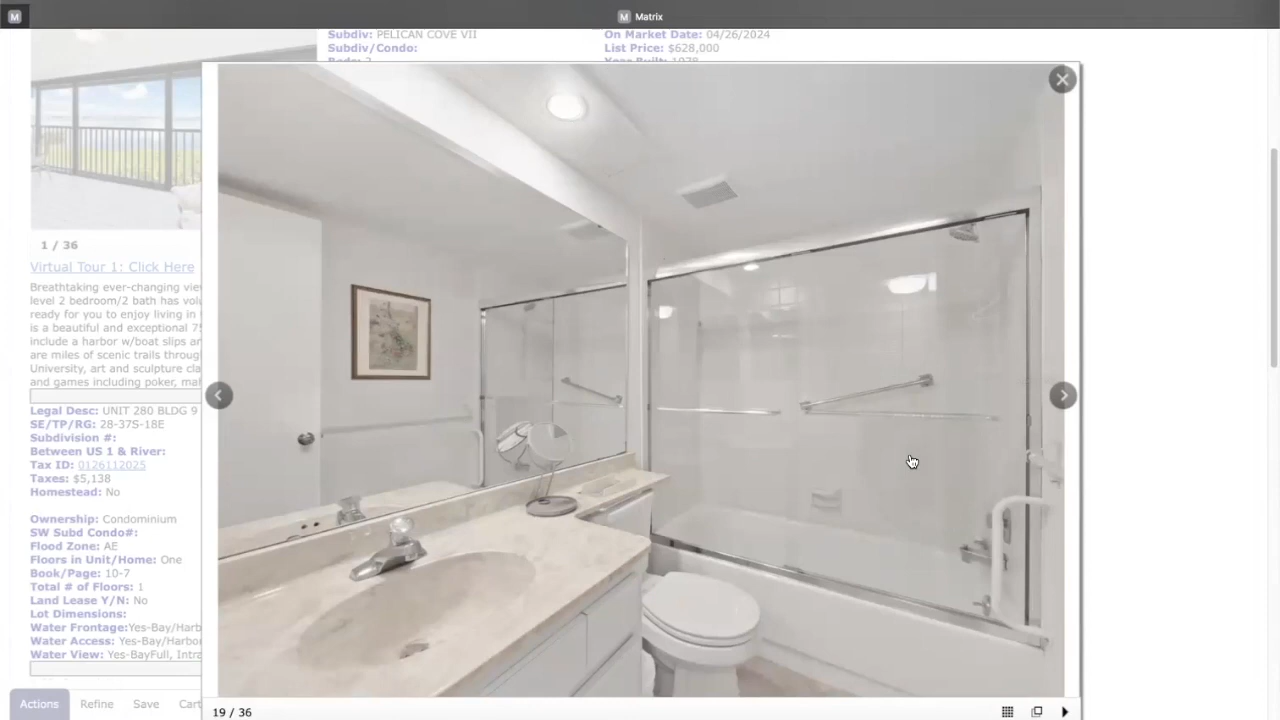 M
M Matrix
Subdiv: PELICAN COVE VII
On Market Date: 04/26/2024
Subdiv/Condo:
List Price: $628,000
1 / 36
Virtual Tour 1: Click Here
Breathtaking ever-changing
level 2 bedroom/2 bath has
ready for you to enjoy living in
is a beautiful and exceptional
include a harbor w/boat slips
are miles of scenic trails
University, art and sculpture
and games including poker,
Legal Desc: UNIT 280 BLDG 9
SE/TP/RG: 28-37S-18E
Subdivision #:
Between US 1 & River:
Tax ID: 0126112025
Taxes: $5,138
Homestead: No
Ownership: Condominium
SW Subd Condo#:
Flood Zone: AE
Floors in Unit/Home: One
Book/Page: 10-7
Total # of Floors: 1
Land Lease Y/N: No
Lot Dimensions:
Water Frontage:Yes-Bay/Harb
Water Access: Yes-Bay/Harbo
Water View: Yes-BayFull, Intra
Actions Refine Save Cart
19 / 36